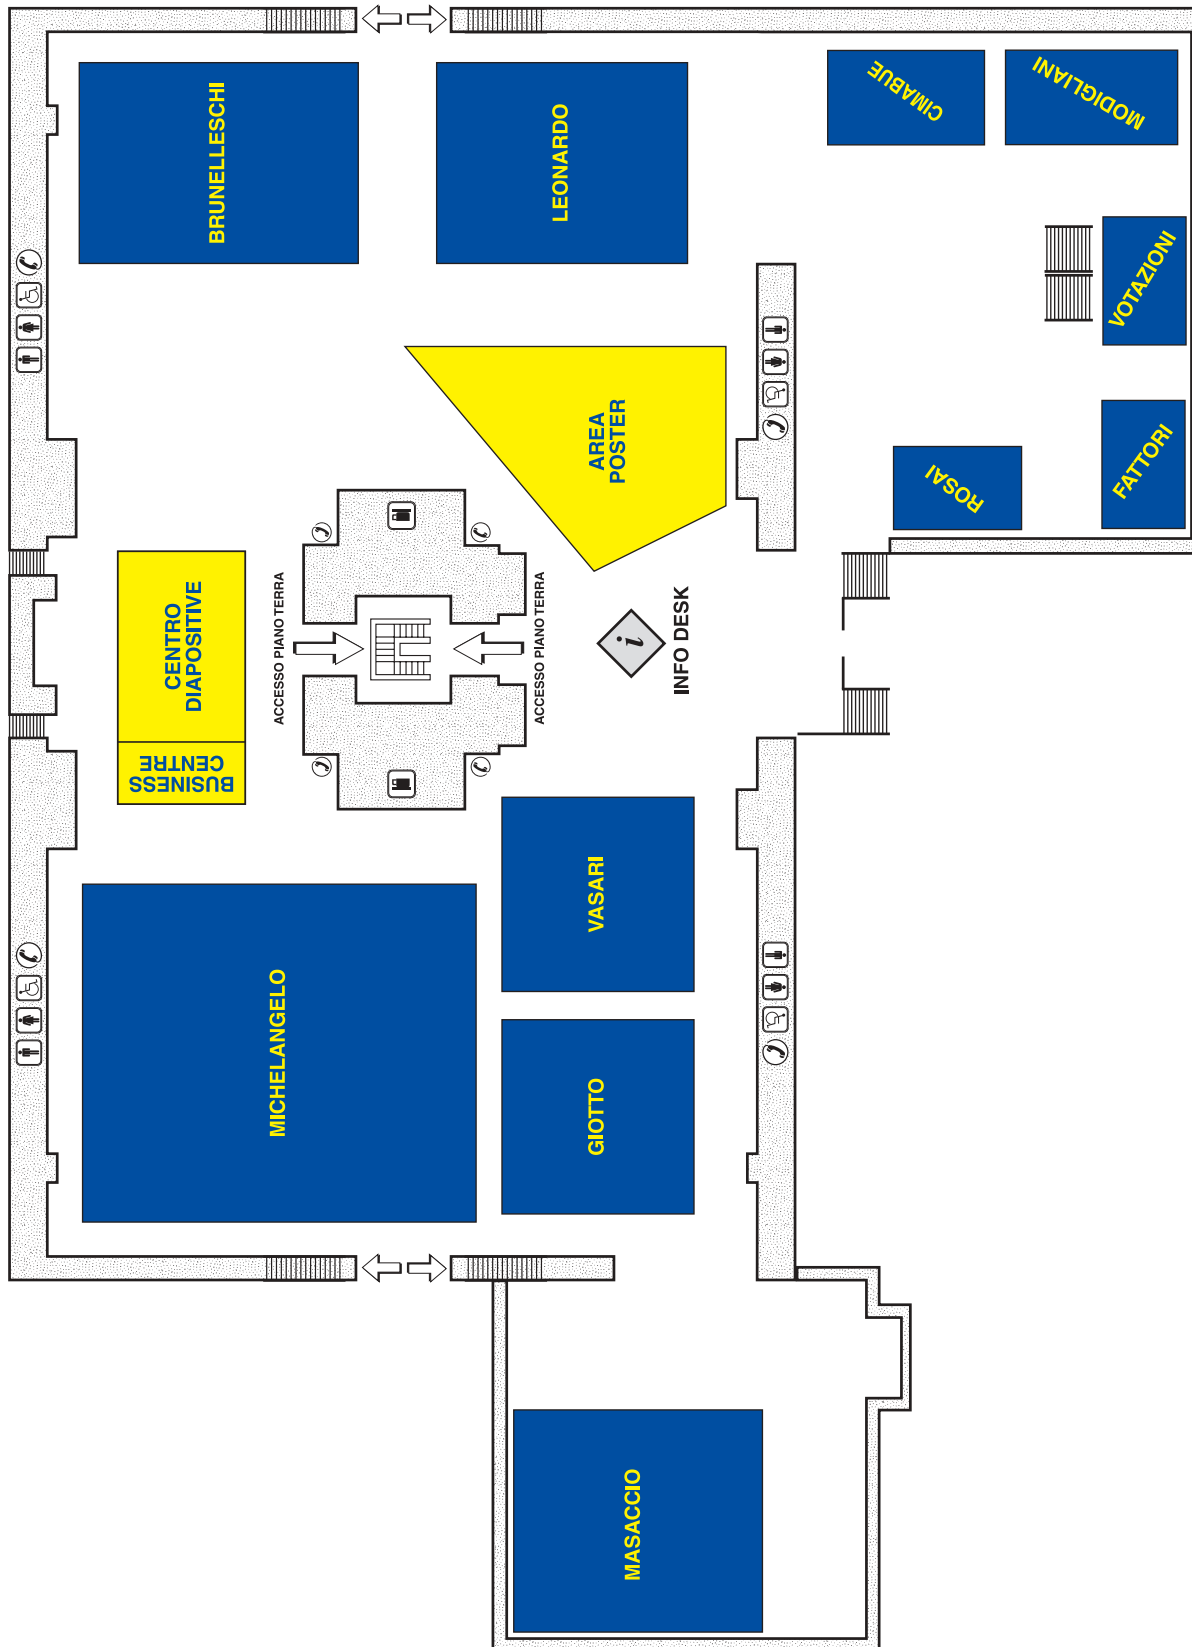 BRUNELLESCHI
LEONARDO
CIMABUE
MODIGLIANI
VOTAZIONI
FATTORI
ROSAI
AREA
POSTER
CENTRO
DIAPOSITIVE
BUSINESS
CENTRE
ACCESSO PIANO TERRA
ACCESSO PIANO TERRA
i
INFO DESK
MICHELANGELO
VASARI
GIOTTO
MASACCIO